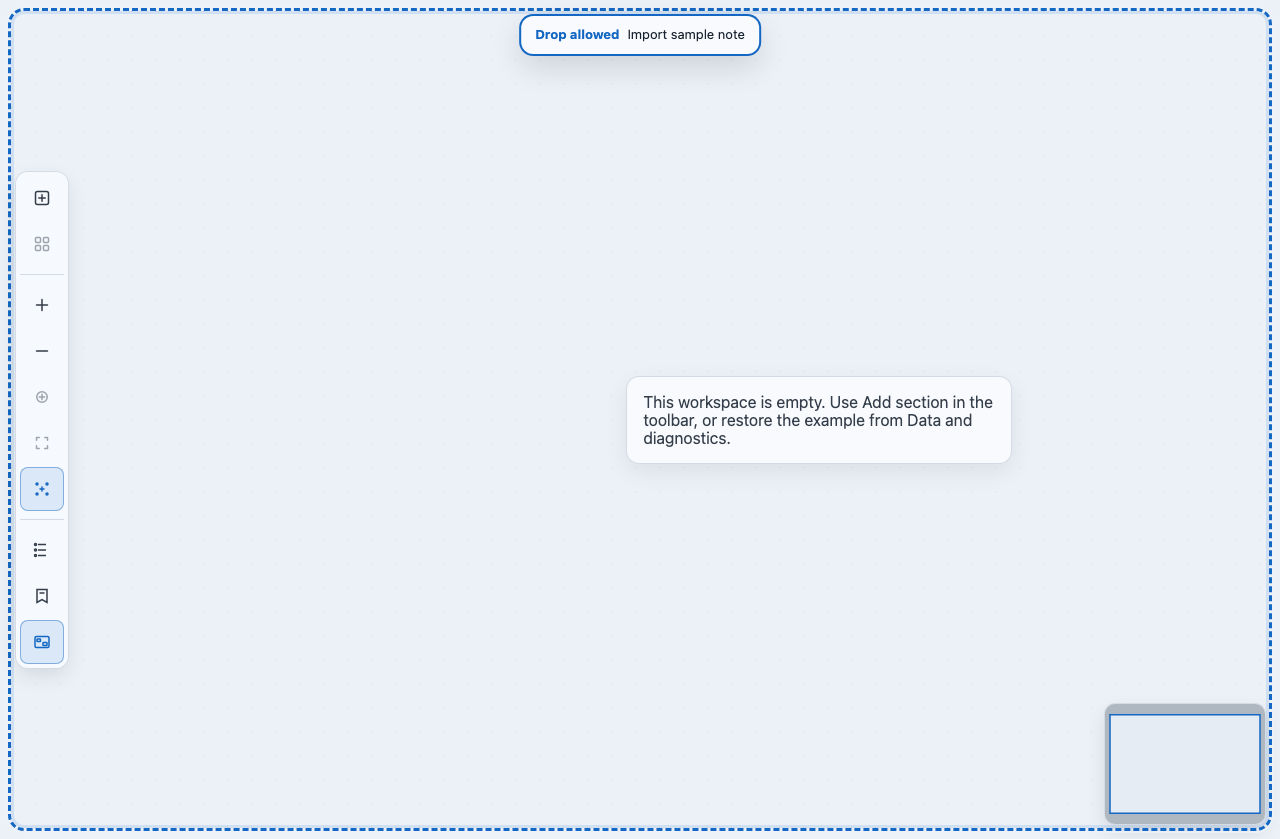 Drop allowed Import sample note
This workspace is empty. Use Add section in the
toolbar, or restore the example from Data and
diagnostics.